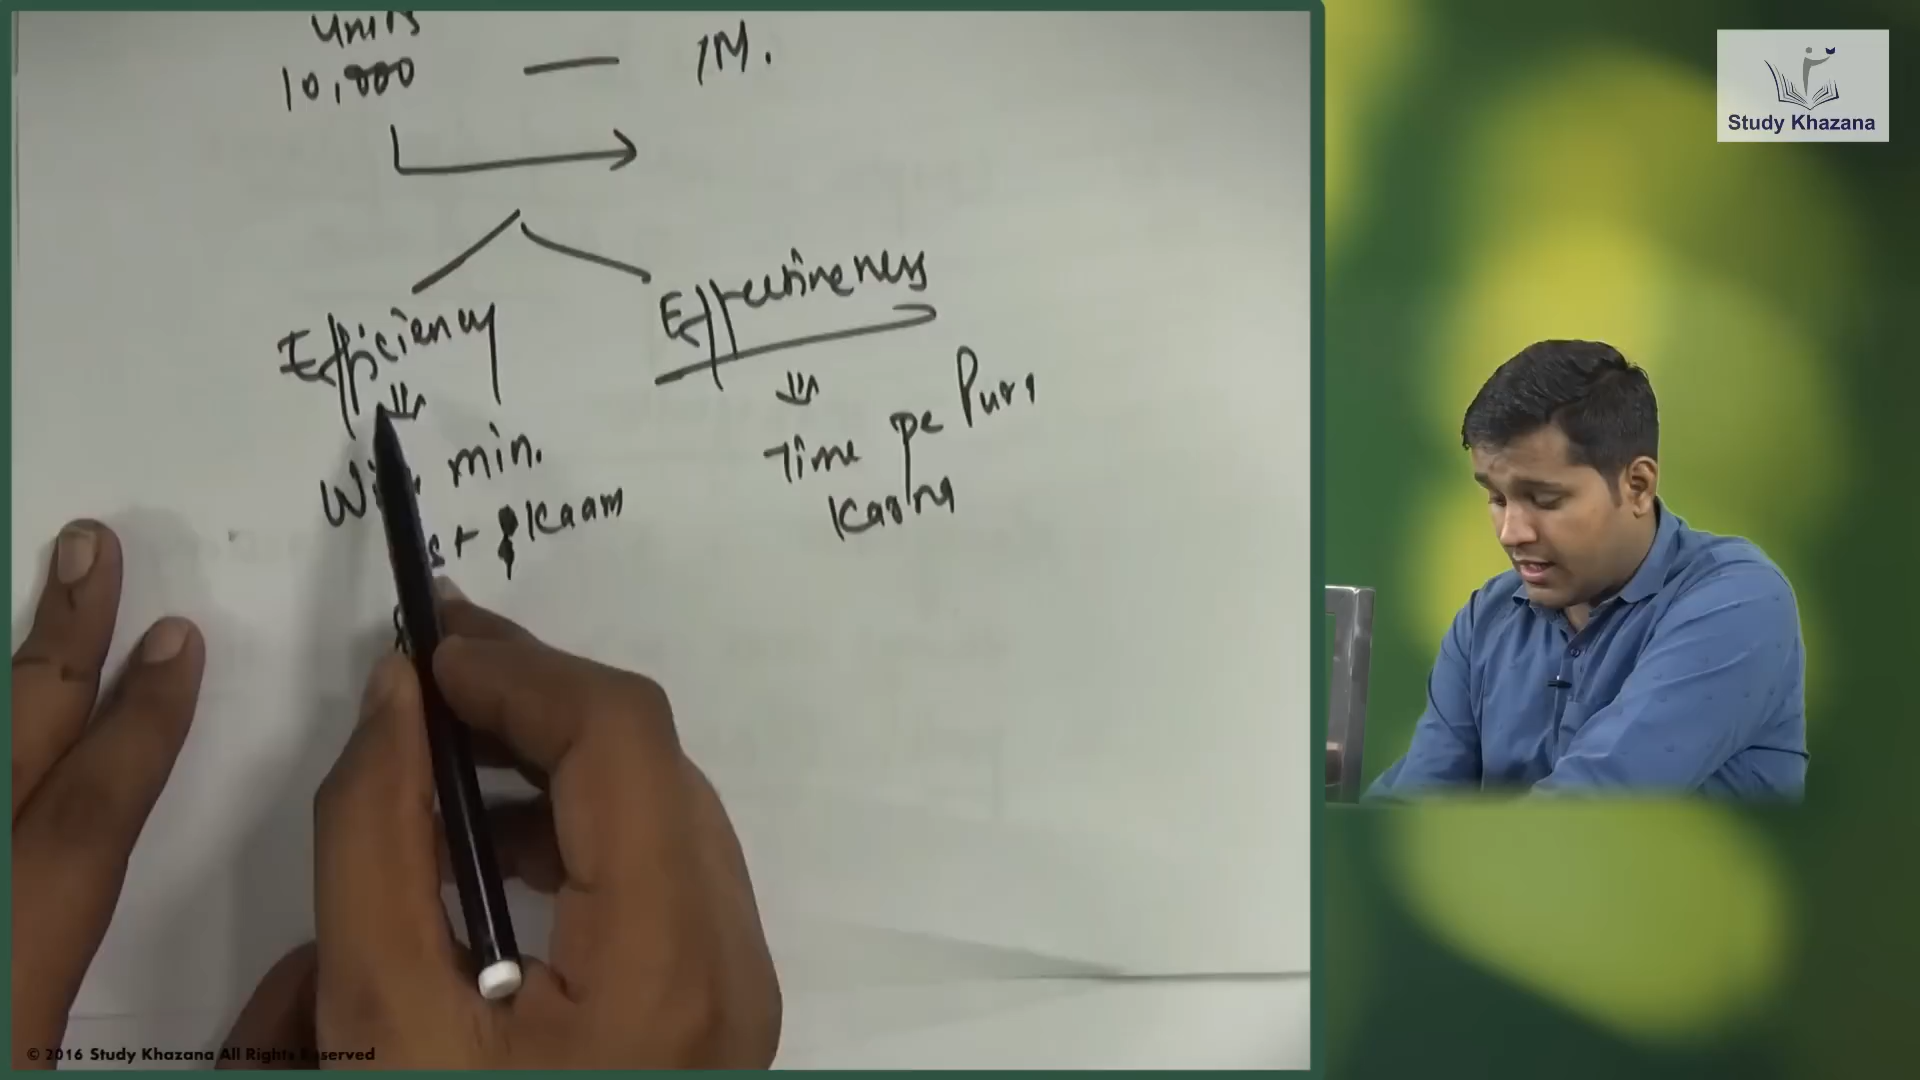 units
10,000 — 1M.
Efficiency
Effectiveness
min.
Kaam
Time pe Pura
Karna
Study Khazana
© 2016 Study Khazana All Rights Reserved